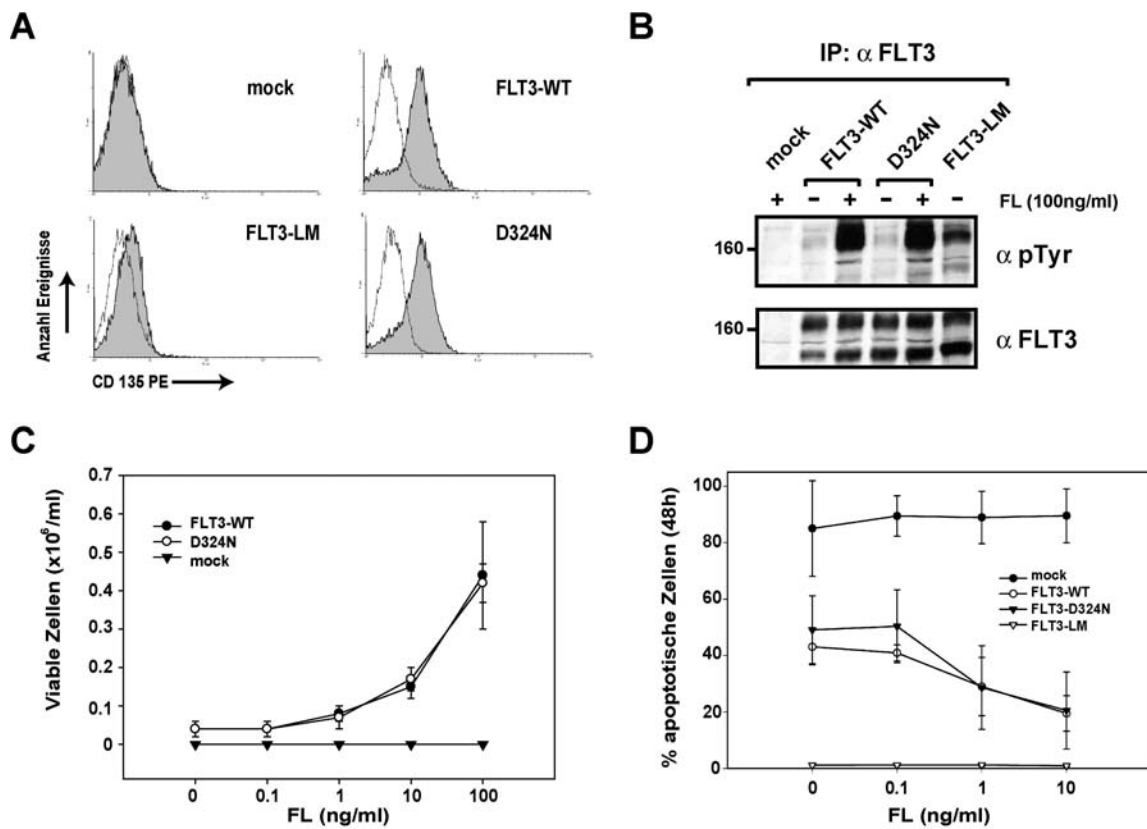 A
mock
FLT3-WT
FLT3-LM
D324N
Anzahl Ereignisse
CD 135 PE
B
IP: α FLT3
mock
FLT3-WT
D324N
FLT3-LM
+ − + − + − FL (100ng/ml)
160 α pTyr
160 α FLT3
C
Viable Zellen (x10⁶/ml)
0.7
0.6
0.5
0.4
0.3
0.2
0.1
0
FLT3-WT
D324N
mock
0 0.1 1 10 100
FL (ng/ml)
D
% apoptotische Zellen (48h)
100
80
60
40
20
0
mock
FLT3-WT
FLT3-D324N
FLT3-LM
0 0.1 1 10
FL (ng/ml)